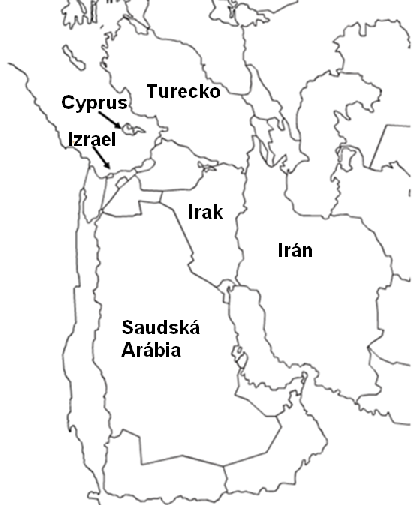 Turecko
Cyprus
Izrael
Irak
Irán
Saudská
Arábia